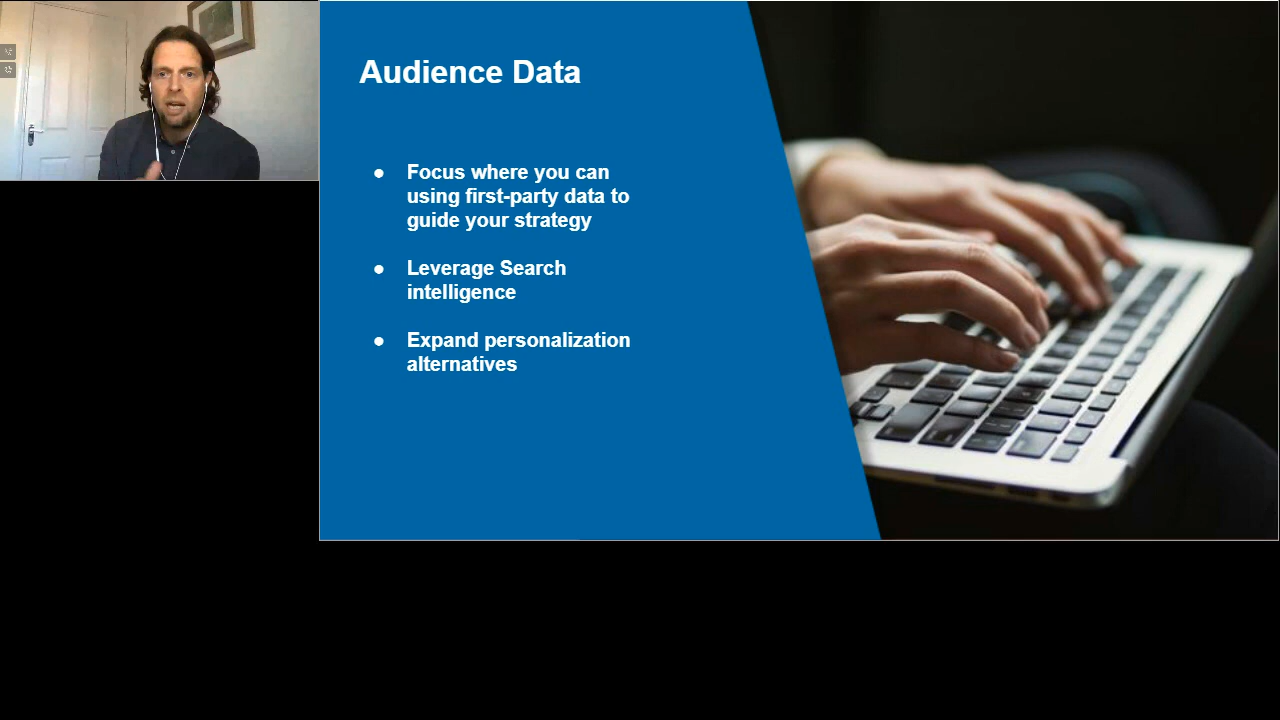 Audience Data
● Focus where you can
using first-party data to
guide your strategy
● Leverage Search
intelligence
● Expand personalization
alternatives